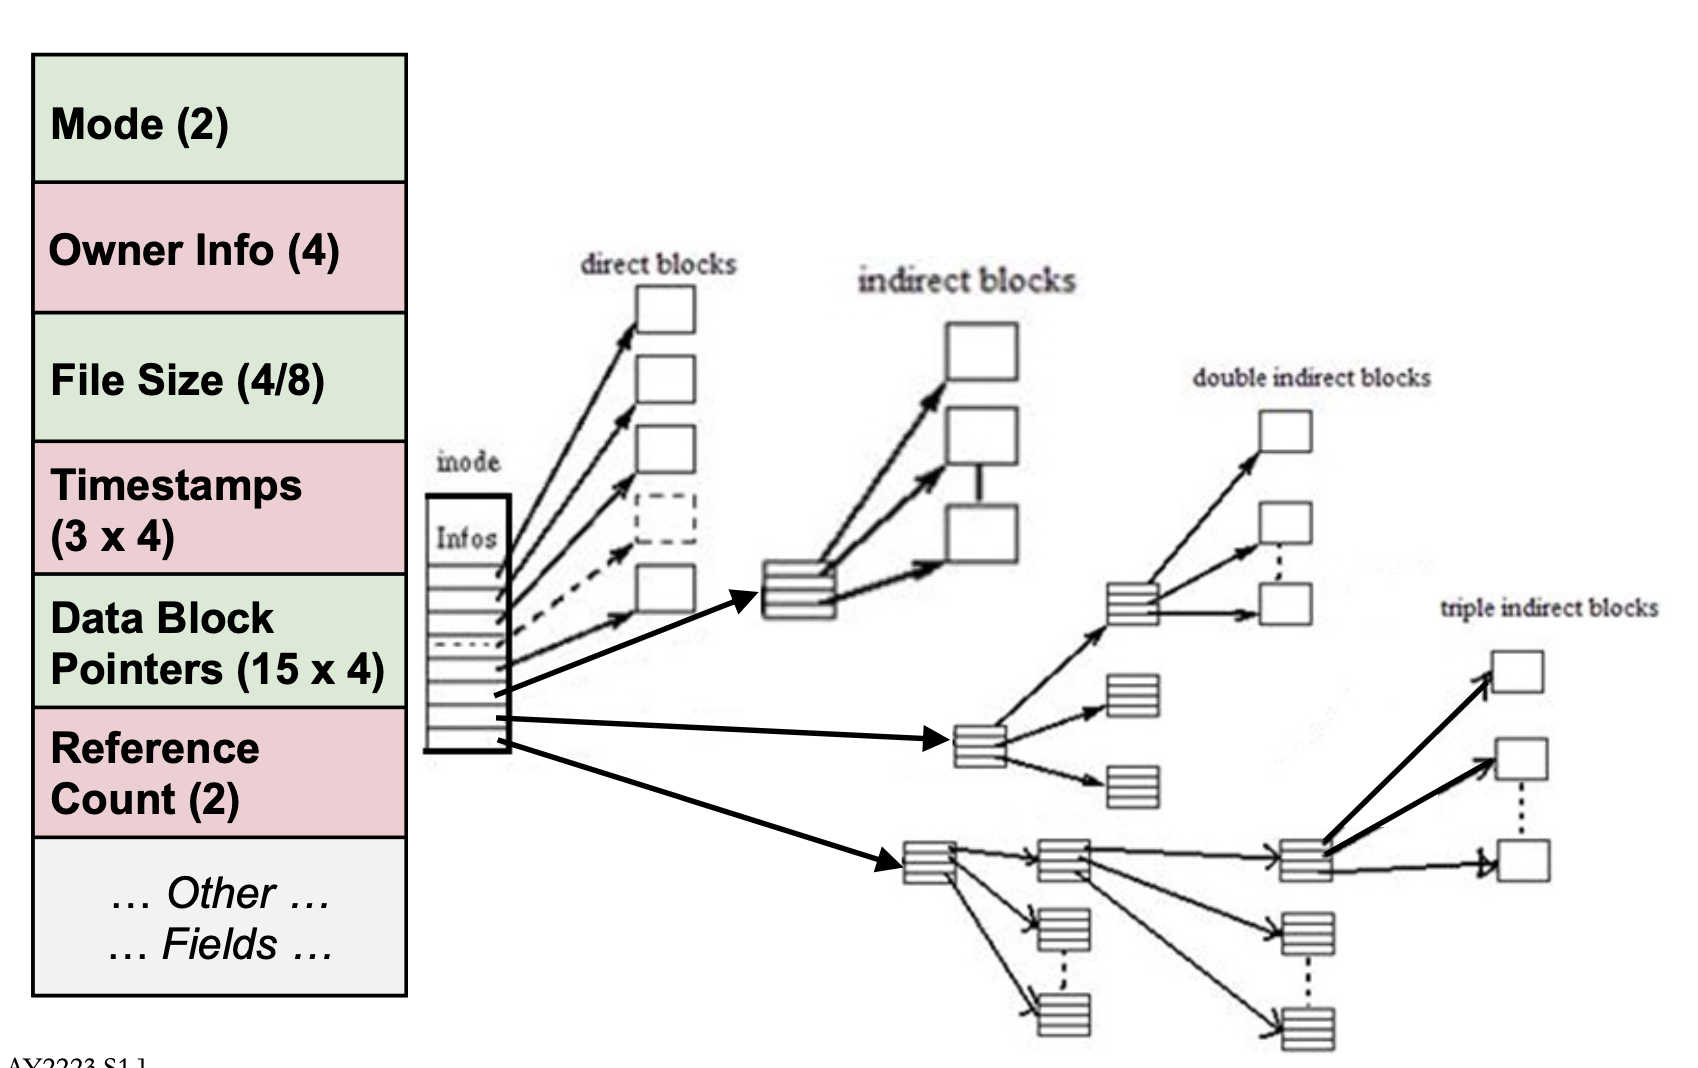 Mode (2)
Owner Info (4)
File Size (4/8)
Timestamps
(3 x 4)
Data Block
Pointers (15 x 4)
Reference
Count (2)
… Other …
… Fields …
inode
Infos
direct blocks
indirect blocks
double indirect blocks
triple indirect blocks
AY2223 S1 ]